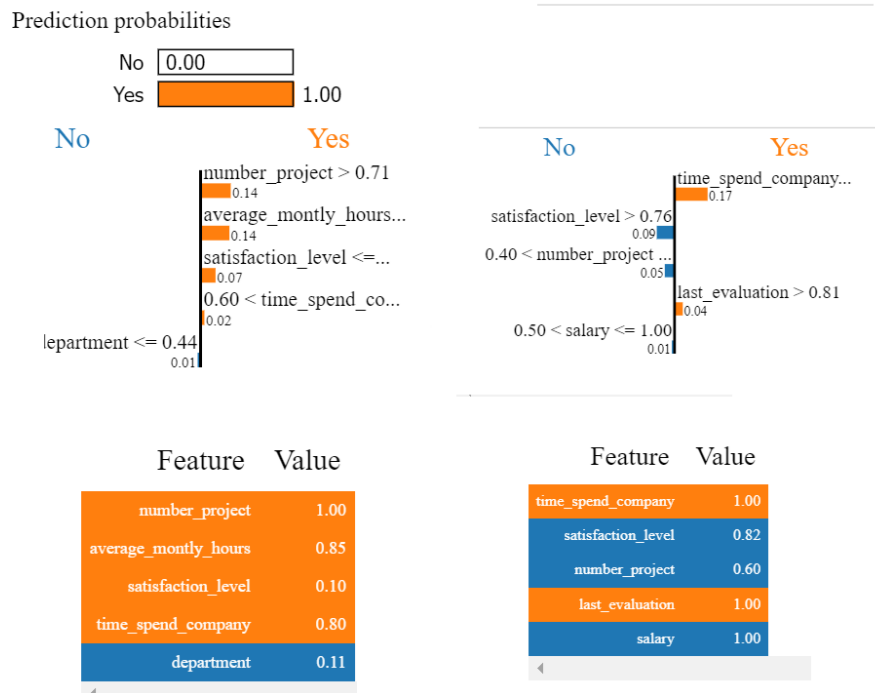 Prediction probabilities
No 0.00
Yes 1.00
No Yes
number_project > 0.71
0.14
average_montly_hours...
0.14
satisfaction_level <=...
0.07
0.60 < time_spend_co...
0.02
department <= 0.44
0.01
No Yes
time_spend_company...
0.17
satisfaction_level > 0.76
0.09
0.40 < number_project ...
0.05
last_evaluation > 0.81
0.04
0.50 < salary <= 1.00
0.01
Feature Value
number_project 1.00
average_montly_hours 0.85
satisfaction_level 0.10
time_spend_company 0.80
department 0.11
Feature Value
time_spend_company 1.00
satisfaction_level 0.82
number_project 0.60
last_evaluation 1.00
salary 1.00